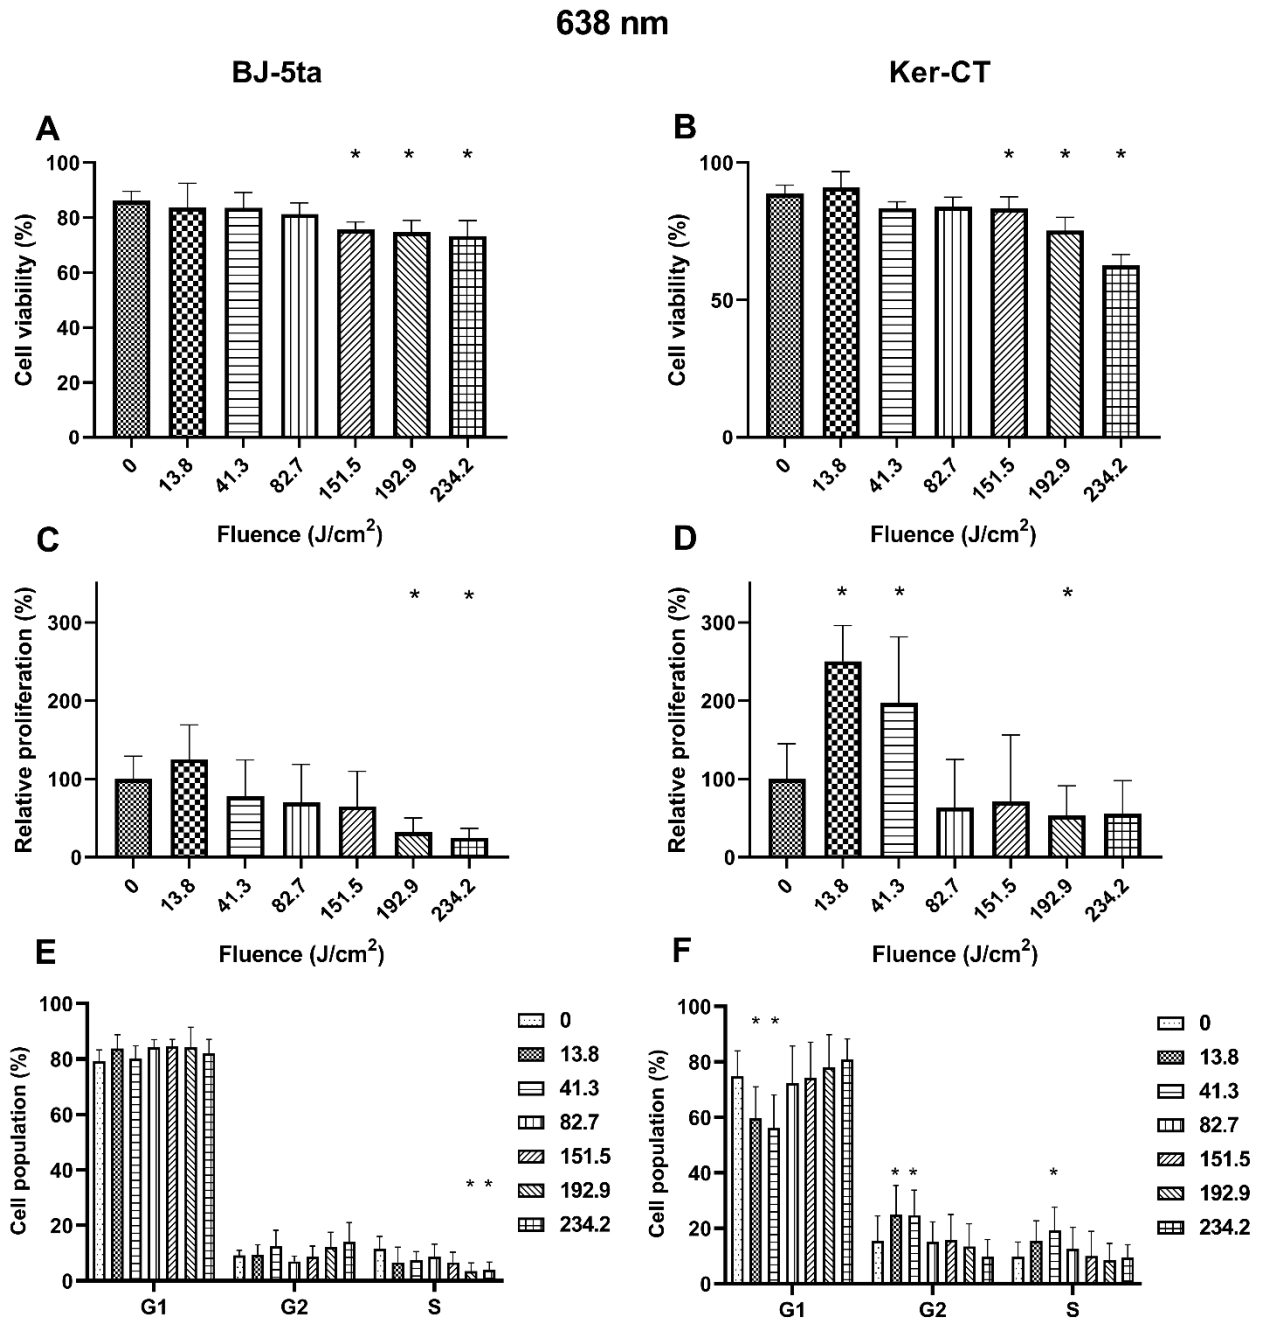 638 nm
BJ-5ta
Ker-CT
A
B
* * *
* * *
Cell viability (%)
100
80
60
40
20
0
0 13.8 41.3 82.7 151.5 192.9 234.2
Fluence (J/cm²)
Cell viability (%)
100
50
0
0 13.8 41.3 82.7 151.5 192.9 234.2
Fluence (J/cm²)
C
D
* *
* * *
Relative proliferation (%)
300
200
100
0
0 13.8 41.3 82.7 151.5 192.9 234.2
Fluence (J/cm²)
Relative proliferation (%)
300
200
100
0
0 13.8 41.3 82.7 151.5 192.9 234.2
Fluence (J/cm²)
E
Cell population (%)
100
80
60
40
20
0
* *
G1 G2 S
0
13.8
41.3
82.7
151.5
192.9
234.2
F
Cell population (%)
100
80
60
40
20
0
* *
* * *
G1 G2 S
0
13.8
41.3
82.7
151.5
192.9
234.2